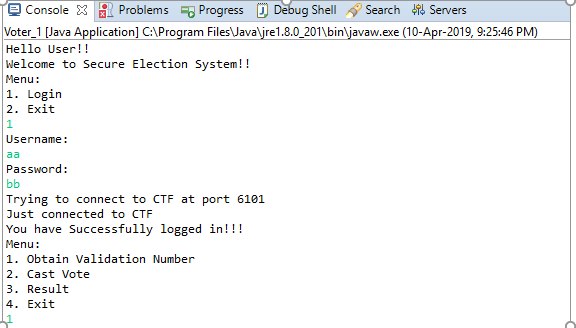 Console Problems Progress Debug Shell Search Servers
Voter_1 [Java Application] C:\Program Files\Java\jre1.8.0_201\bin\javaw.exe (10-Apr-2019, 9:25:46 PM)
Hello User!!
Welcome to Secure Election System!!
Menu:
1. Login
2. Exit
1
Username:
aa
Password:
bb
Trying to connect to CTF at port 6101
Just connected to CTF
You have Successfully logged in!!!
Menu:
1. Obtain Validation Number
2. Cast Vote
3. Result
4. Exit
1